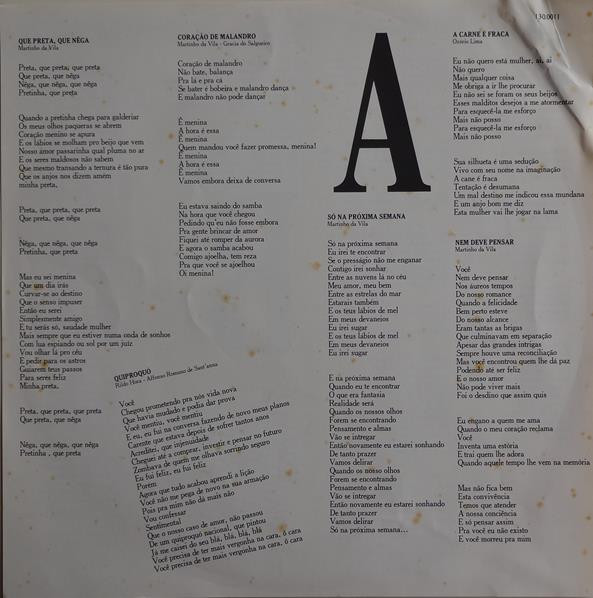 QUE PRETA, QUE NÊGA
Martinho da Vila
Preta, que preta, que preta
Que preta, que nêga
Nêga, que nêga, que nêga
Pretinha, que preta
Quando a pretinha chega para galderiar
Os meus olhos paqueras se abrem
Coração menino se apura
E os lábios se molham pro beijo que vem
Nosso amor passarinha qual pluma no ar
E os seres maldosos não sabem
Que mesmo transando a ternura é tão pura
Que os anjos nos dizem amém
minha preta,
Preta, que preta, que preta
Que preta, que nêga
Nêga, que nêga, que nêga
Pretinha, que preta
Mas eu sei menina
Que um dia irás
Curvar-se ao destino
Que o senso impuser
Então eu serei
Simplesmente amigo
E tu serás só, saudade mulher
Mais sempre que eu estiver numa onda de sonhos
Com lua espiando ou sol por um juiz
Vou olhar lá pro céu
E pedir para os astros
Guiarem teus passos
Para seres feliz
Minha preta,
Preta, que preta, que preta
Que preta, que nêga
Nêga, que nêga, que nêga
Pretinha , que preta
CORAÇÃO DE MALANDRO
Martinho da Vila - Gracia do Salgueiro
Coração de malandro
Não bate, balança
Pra lá e pra cá
Se bater é bobeira e malandro dança
E malandro não pode dançar
É menina
A hora é essa
É menina
Quem mandou você fazer promessa, menina!
É menina
A hora é essa
É menina
Vamos embora deixa de conversa
Eu estava saindo do samba
Na hora que você chegou
Pedindo qu'eu não fosse embora
Pra gente brincar de amor
Fiquei até romper da aurora
E agora o samba acabou
Comigo ajoelha, tem reza
Pra que você se ajoelhou
Oi menina!
QUIPROQUÓ
Rildo Hora - Affonso Romano de Sant'anna
Você
Chegou prometendo pra nós vida nova
Que havia mudado e podia dar prova
Você mentiu, você mentiu
E eu, eu fui na conversa fazendo de novo meus planos
Carente que estava depois de sofrer tantos anos
Acreditei, que injenuidade
Cheguei até a comprar, investir e pensar no futuro
Zombava de quem me olhava sorrindo seguro
Eu fui feliz, eu fui feliz
Porém
Agora que tudo acabou aprendi a lição
Você não me pega de novo na sua armação
Pois pra mim não dá mais não
Vou confessar
Sentimental
Que o nosso caso de amor, não passou
De um quiproquó nacional, que pintou
Já me caisei do seu blá, blá, blá, blá
Você precisa de ter mais vergonha na cara, ô cara
Você precisa de ter mais vergonha na cara, ô cara
A
SÓ NA PRÓXIMA SEMANA
Martinho da Vila
Só na próxima semana
Eu irei te encontrar
Se o presságio não me enganar
Contigo irei sonhar
Entre as nuvens lá no céu
Meu amor, meu bem
Entre as estrelas do mar
Estarais também
E os teus lábios de mel
Em meus devaneios
Eu irei sugar
E os teus lábios de mel
Em meus devaneios
Eu irei sugar
E na próxima semana
Quando eu te encontrar
O que era fantasia
Realidade será
Quando os nossos olhos
Forem se encontrando
Pensamento e almas
Vão se intregar
Então novamente eu estarei sonhando
De tanto prazer
Vamos delirar
Quando os nosso olhos
Forem se encontrando
Pensamento e almas
Vão se intregar
Então novamente eu estarei sonhando
De tanto prazer
Vamos delirar
Só na próxima semana...
130.0011
A CARNE É FRACA
Ozório Lima
Eu não quero está mulher, ai, ai
Não quero
Mais qualquer coisa
Me obriga a ir lhe procurar
Eu não sei se foram os seus beijos
Esses malditos desejos a me atormentar
Para esquecê-la me esforço
Mais não posso
Para esquecê-la me esforço
Mais não posso
Sua silhueta é uma sedução
Vivo com seu nome na imaginação
A cane é fraca
Tentação é desumana
Um mal destino me indicou essa mundana
E um anjo bom me diz
Esta mulher vai lhe jogar na lama
NEM DEVE PENSAR
Martinho da Vila
Você
Nem deve pensar
Nos áureos tempos
Do nosso romance
Quando a felicidade
Bem perto esteve
Do nosso alcance
Eram tantas as brigas
Que culminavam em separação
Apesar das grandes intrigas
Sempre houve uma reconciliação
Mas você encontrou quem lhe dá paz
Podendo até ser feliz
E o nosso amor
Não pode viver mais
Foi o desdino que assim quis
Eu engano a quem me ama
Quando o meu coração reclama
Você
Inventa uma estória
E trai quem lhe adora
Quando aquele tempo lhe vem na memória
Mas não fica bem
Esta convivência
Temos que atender
A nossa conciência
E só pensar assim
Pra você eu não existo
E você morreu pra mim